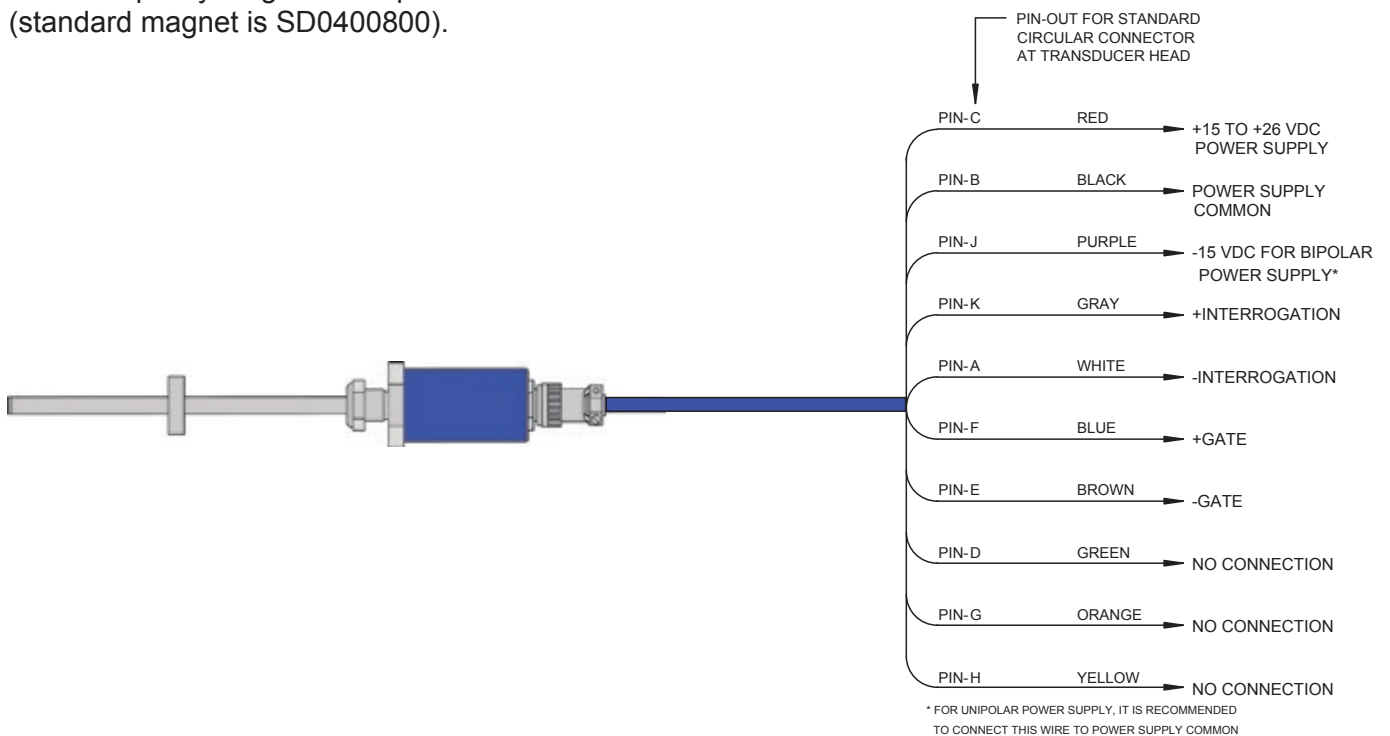 (standard magnet is SD0400800).
PIN-OUT FOR STANDARD
CIRCULAR CONNECTOR
AT TRANSDUCER HEAD
PIN-C RED +15 TO +26 VDC
POWER SUPPLY
PIN-B BLACK POWER SUPPLY
COMMON
PIN-J PURPLE -15 VDC FOR BIPOLAR
POWER SUPPLY*
PIN-K GRAY +INTERROGATION
PIN-A WHITE -INTERROGATION
PIN-F BLUE +GATE
PIN-E BROWN -GATE
PIN-D GREEN NO CONNECTION
PIN-G ORANGE NO CONNECTION
PIN-H YELLOW NO CONNECTION
* FOR UNIPOLAR POWER SUPPLY, IT IS RECOMMENDED
TO CONNECT THIS WIRE TO POWER SUPPLY COMMON